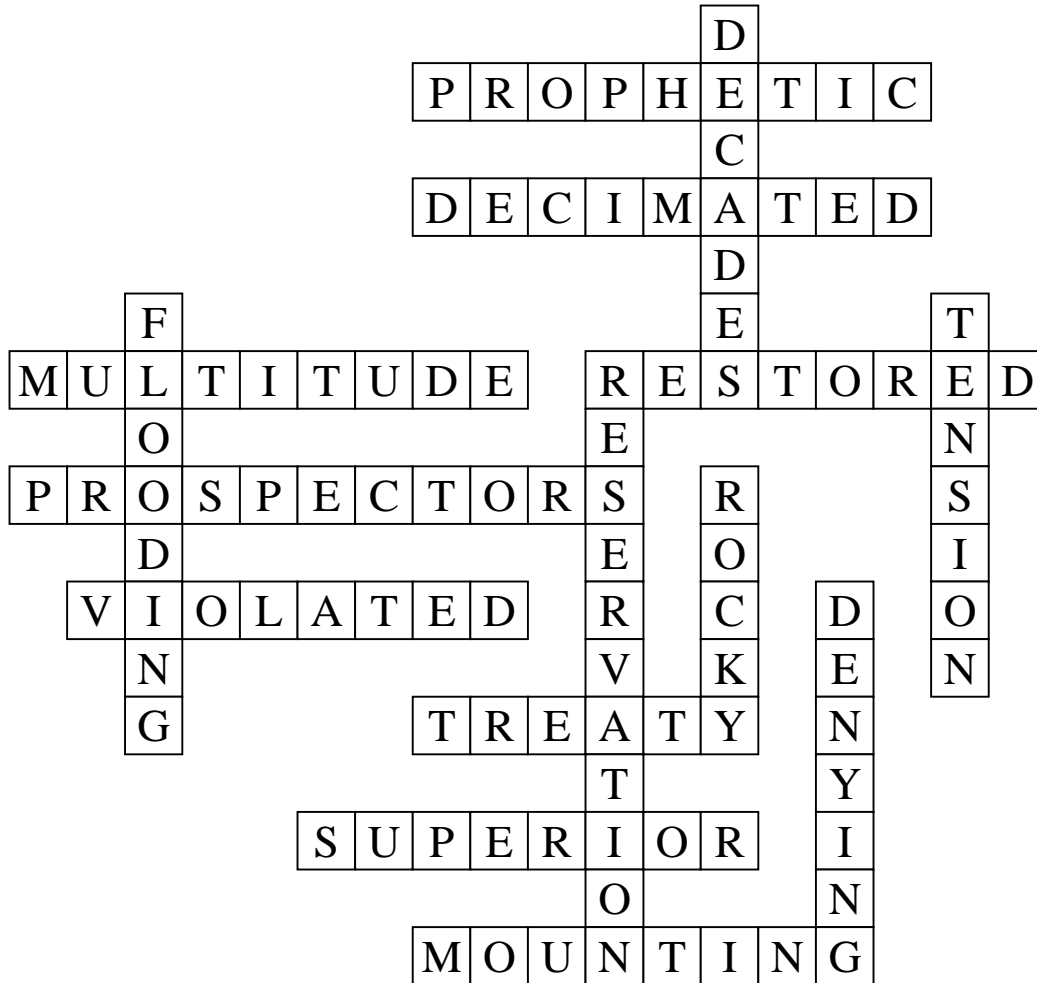 D
PROPHETIC
C
DECIMATED
D
F E T
MULTITUDE RESTORED
O E N
PROSPECTORS R S
D E O I
VIOLATED R C D O
N V K E N
G TREATY N
T Y
SUPERIOR I
O N
MOUNTING